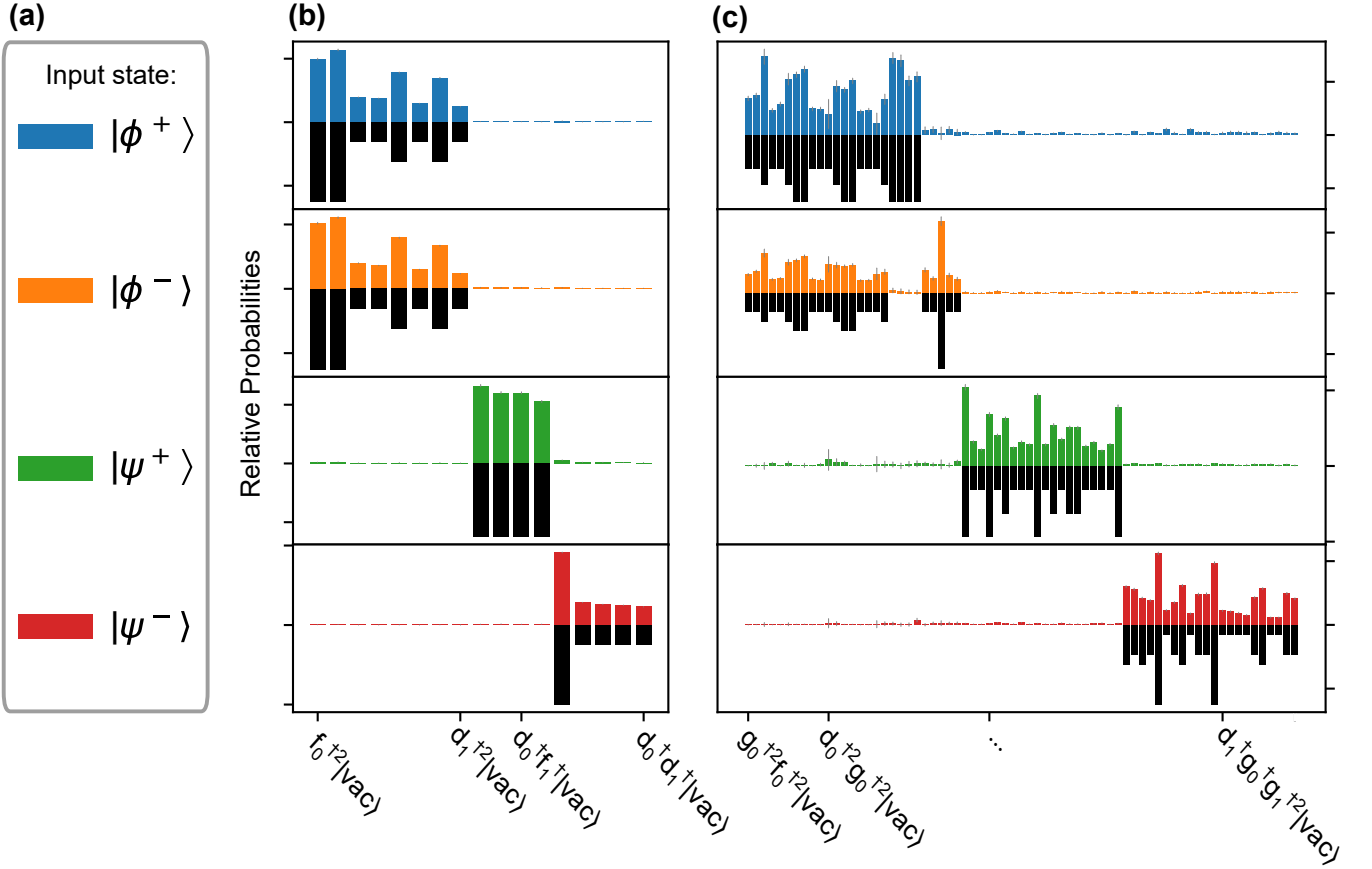 (a)
Input state:
|ϕ⁺⟩
|ϕ⁻⟩
|ψ⁺⟩
|ψ⁻⟩
(b)
(c)
Relative Probabilities
f₀†²|vac⟩
d₁†²|vac⟩
d₀†f₁†|vac⟩
d₀†d₁†|vac⟩
g₀†²f₀†²|vac⟩
d₀†²g₀†²|vac⟩
...
d₁†g₀†g₁†²|vac⟩